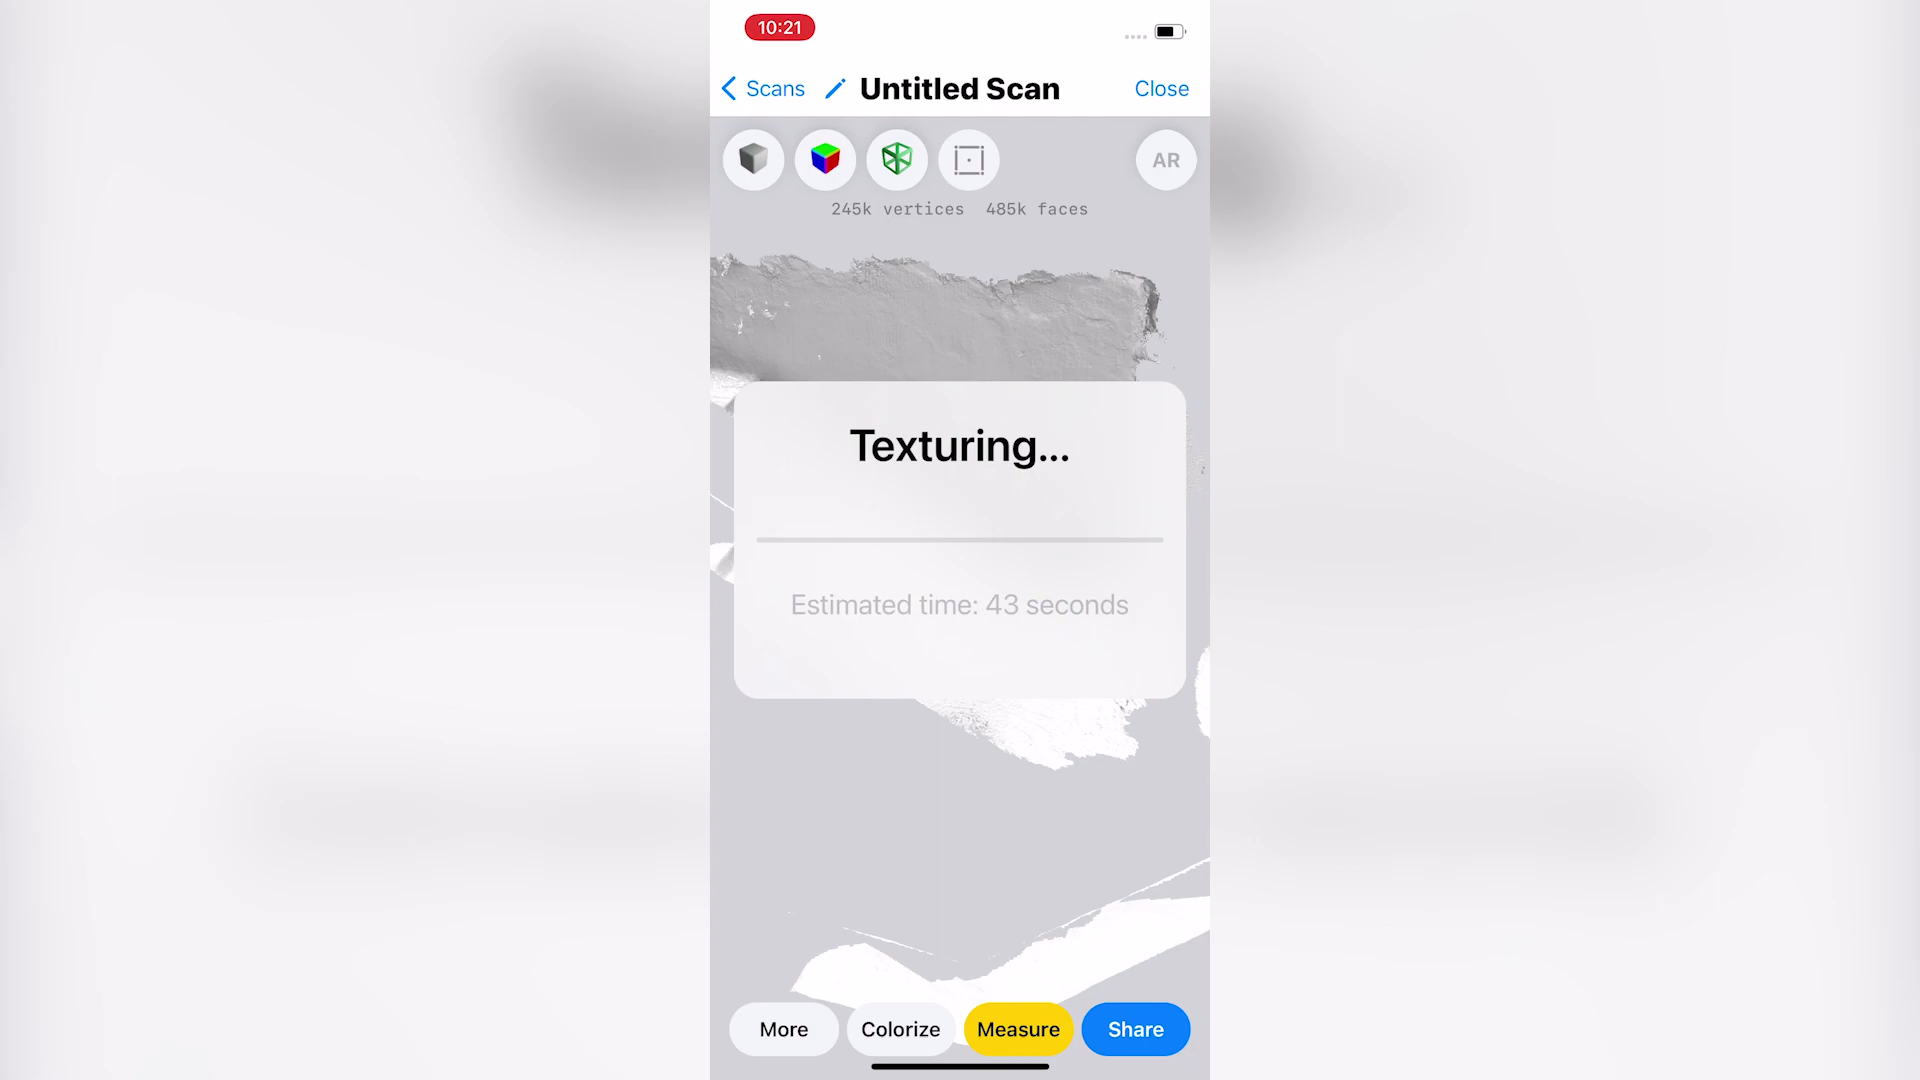 10:21
Scans
Untitled Scan
Close
AR
245k vertices 485k faces
Texturing...
Estimated time: 43 seconds
More
Colorize
Measure
Share